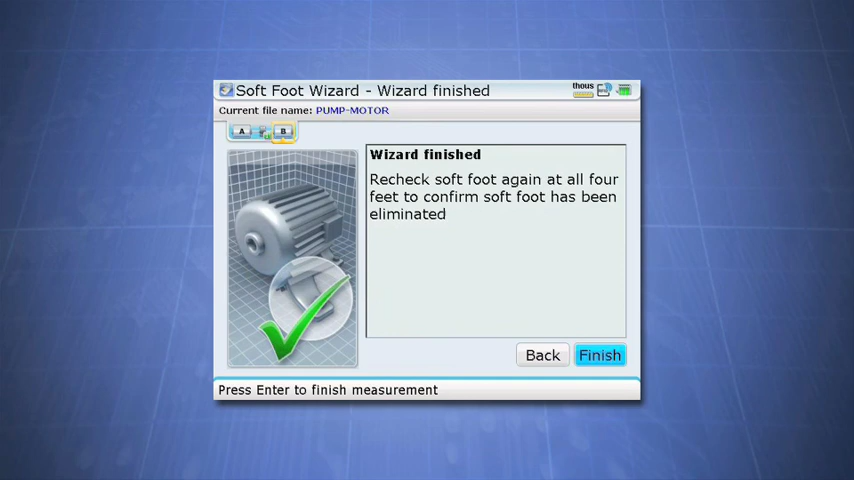 Soft Foot Wizard - Wizard finished
thous
Current file name: PUMP-MOTOR
A B
Wizard finished
Recheck soft foot again at all four
feet to confirm soft foot has been
eliminated
Back Finish
Press Enter to finish measurement